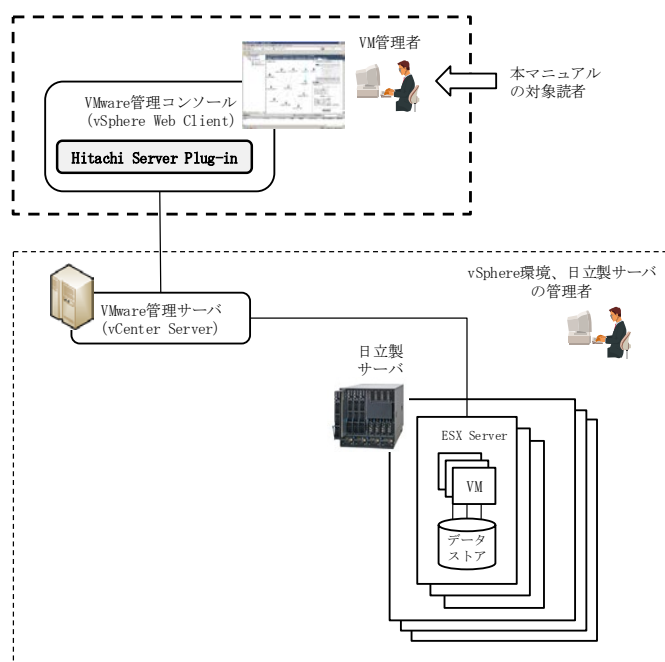 VM管理者
本マニュアル
の対象読者
VMware管理コンソール
(vSphere Web Client)
Hitachi Server Plug-in
vSphere環境、日立製サーバ
の管理者
VMware管理サーバ
(vCenter Server)
日立製
サーバ
ESX Server
VM
データ
ストア